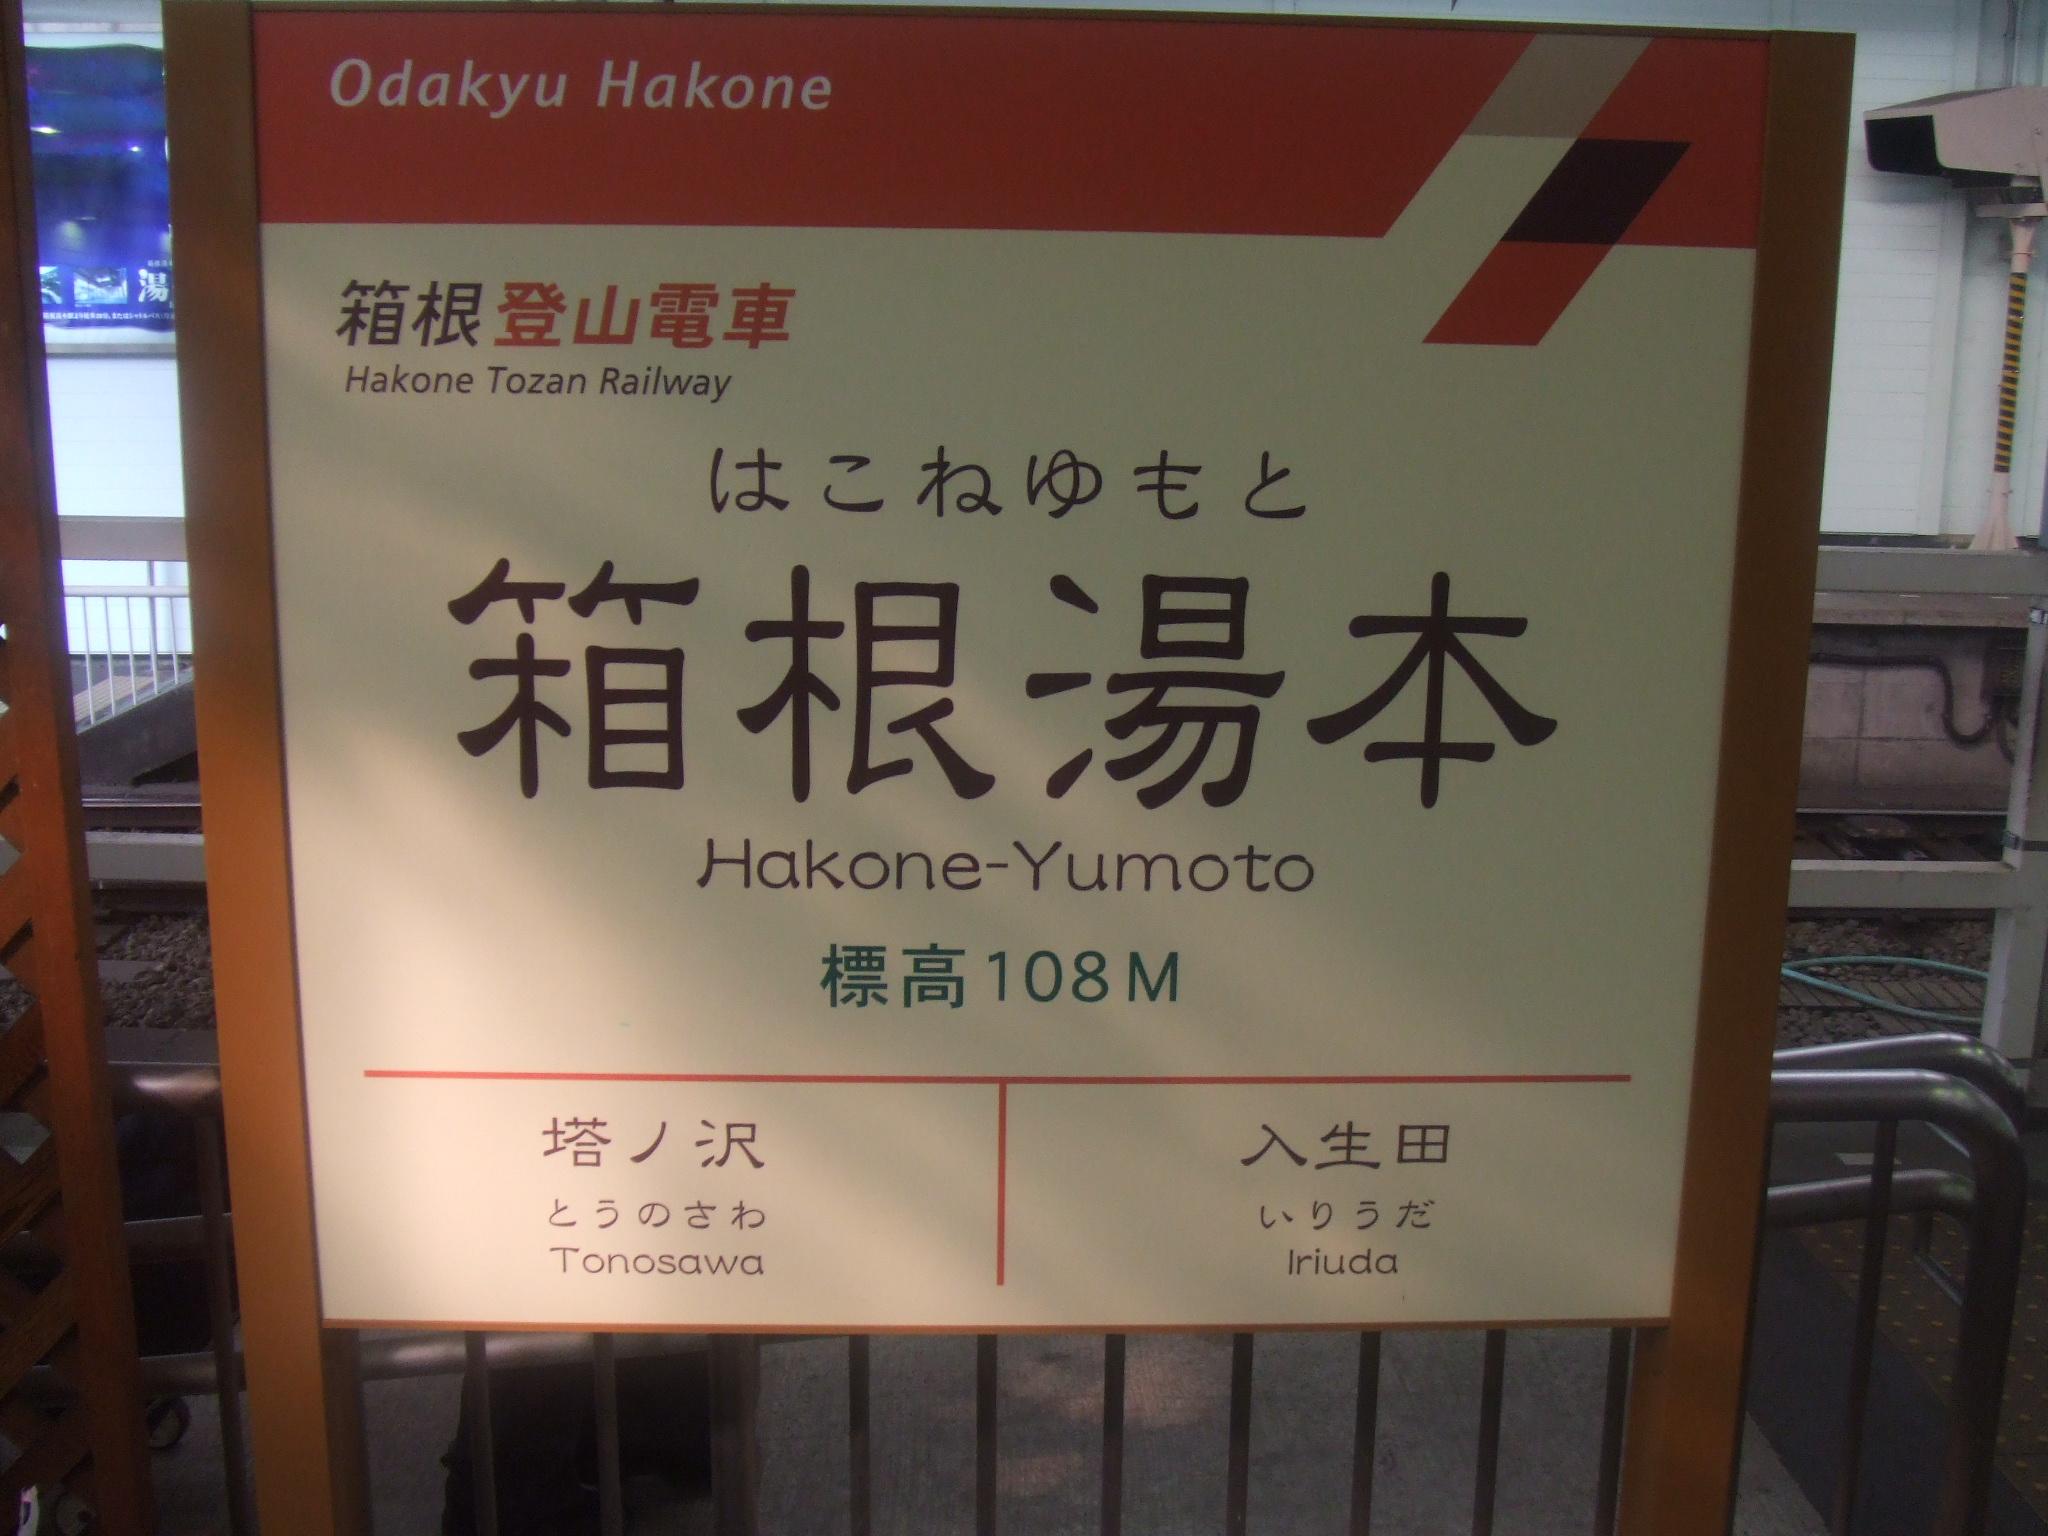 Odakyu Hakone
箱根登山電車
Hakone Tozan Railway
はこねゆもと
箱根湯本
Hakone-Yumoto
標高108M
塔ノ沢
とうのさわ
Tonosawa
入生田
いりうだ
Iriuda
湯